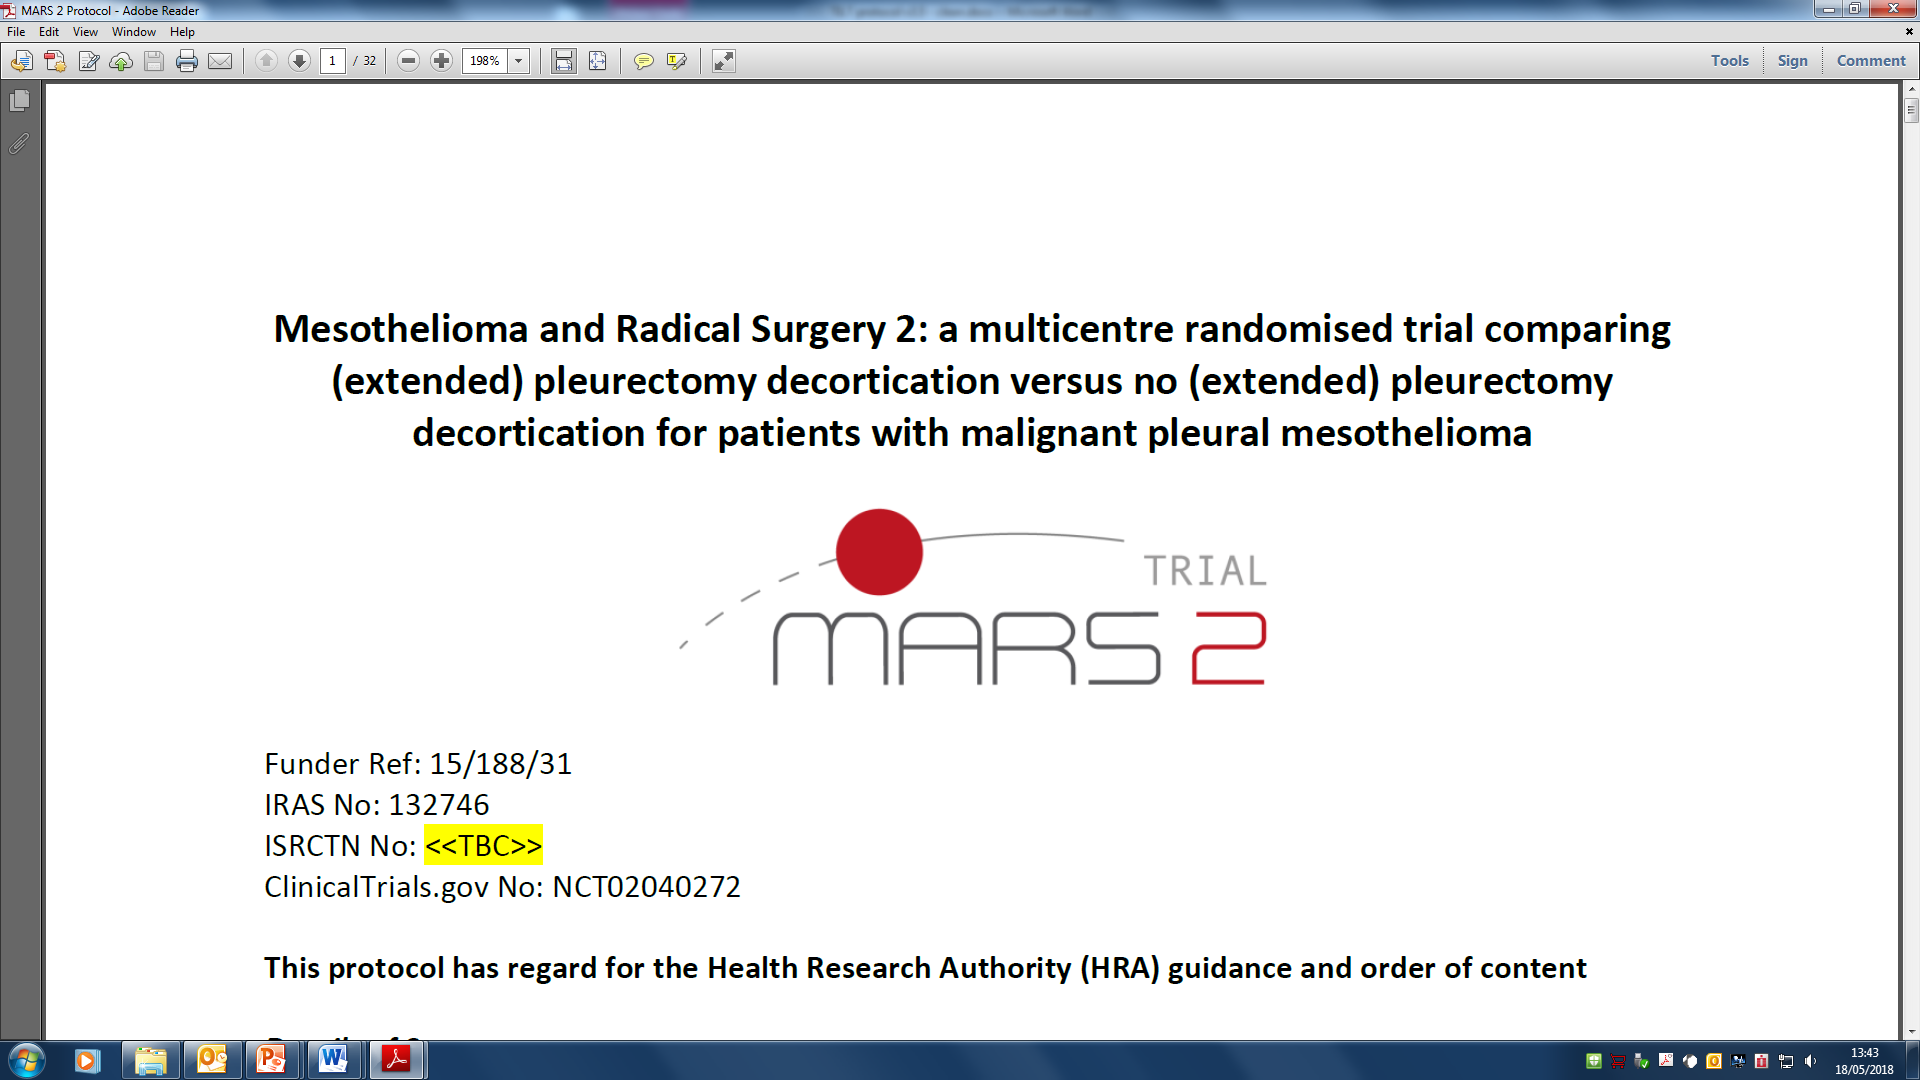 MARS 2 Protocol - Adobe Reader
File Edit View Window Help
1 / 32 198% Tools Sign Comment
Mesothelioma and Radical Surgery 2: a multicentre randomised trial comparing
(extended) pleurectomy decortication versus no (extended) pleurectomy
decortication for patients with malignant pleural mesothelioma
TRIAL
MARS 2
Funder Ref: 15/188/31
IRAS No: 132746
ISRCTN No: <<TBC>>
ClinicalTrials.gov No: NCT02040272
This protocol has regard for the Health Research Authority (HRA) guidance and order of content
13:43
18/05/2018